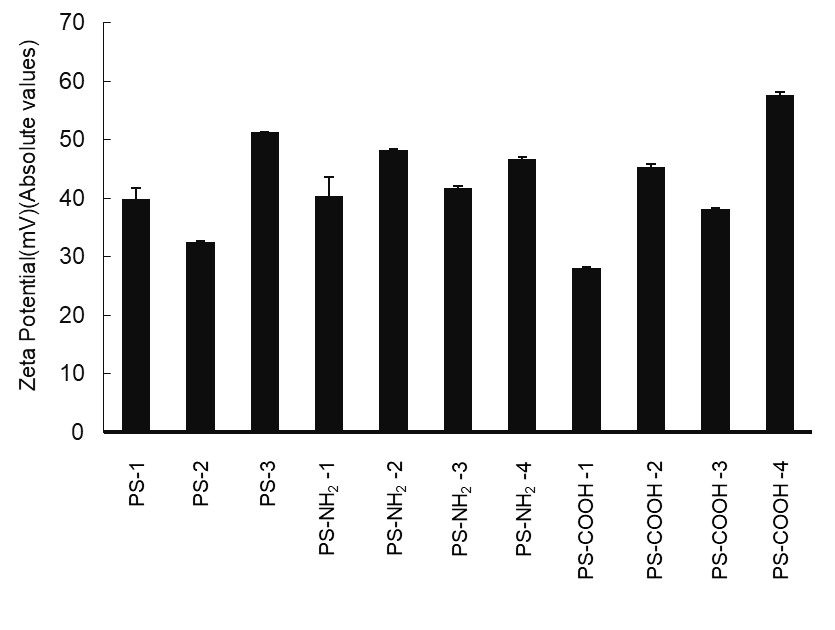 70
60
50
40
30
20
10
0
Zeta Potential(mV)(Absolute values)
PS-1
PS-2
PS-3
PS-NH₂ -1
PS-NH₂ -2
PS-NH₂ -3
PS-NH₂ -4
PS-COOH -1
PS-COOH -2
PS-COOH -3
PS-COOH -4